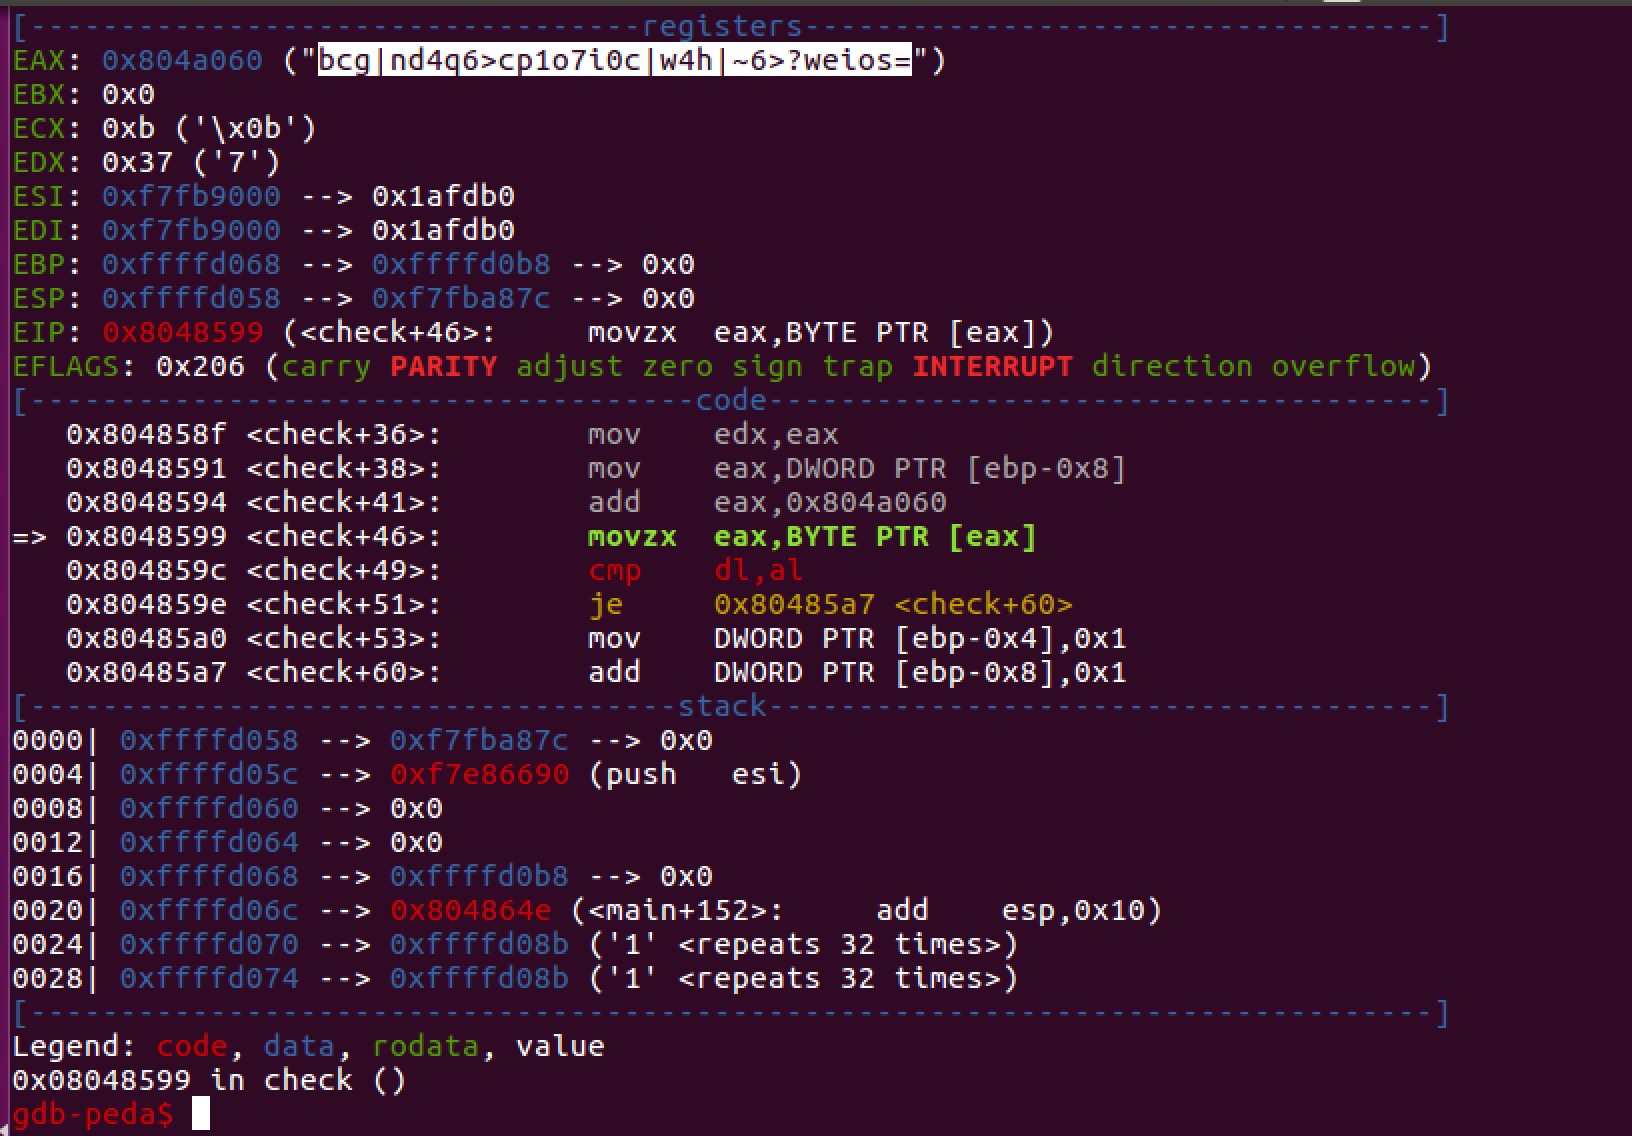 [-----------------------------------registers-----------------------------------]
EAX: 0x804a060 ("bcg|nd4q6>cp1o7i0c|w4h|~6>?weios=")
EBX: 0x0
ECX: 0xb ('\x0b')
EDX: 0x37 ('7')
ESI: 0xf7fb9000 --> 0x1afdb0
EDI: 0xf7fb9000 --> 0x1afdb0
EBP: 0xffffd068 --> 0xffffd0b8 --> 0x0
ESP: 0xffffd058 --> 0xf7fba87c --> 0x0
EIP: 0x8048599 (<check+46>:     movzx  eax,BYTE PTR [eax])
EFLAGS: 0x206 (carry PARITY adjust zero sign trap INTERRUPT direction overflow)
[-------------------------------------code-------------------------------------]
   0x804858f <check+36>:        mov    edx,eax
   0x8048591 <check+38>:        mov    eax,DWORD PTR [ebp-0x8]
   0x8048594 <check+41>:        add    eax,0x804a060
=> 0x8048599 <check+46>:        movzx  eax,BYTE PTR [eax]
   0x804859c <check+49>:        cmp    dl,al
   0x804859e <check+51>:        je     0x80485a7 <check+60>
   0x80485a0 <check+53>:        mov    DWORD PTR [ebp-0x4],0x1
   0x80485a7 <check+60>:        add    DWORD PTR [ebp-0x8],0x1
[------------------------------------stack-------------------------------------]
0000| 0xffffd058 --> 0xf7fba87c --> 0x0
0004| 0xffffd05c --> 0xf7e86690 (push   esi)
0008| 0xffffd060 --> 0x0
0012| 0xffffd064 --> 0x0
0016| 0xffffd068 --> 0xffffd0b8 --> 0x0
0020| 0xffffd06c --> 0x804864e (<main+152>:     add    esp,0x10)
0024| 0xffffd070 --> 0xffffd08b ('1' <repeats 32 times>)
0028| 0xffffd074 --> 0xffffd08b ('1' <repeats 32 times>)
[------------------------------------------------------------------------------]
Legend: code, data, rodata, value
0x08048599 in check ()
gdb-peda$